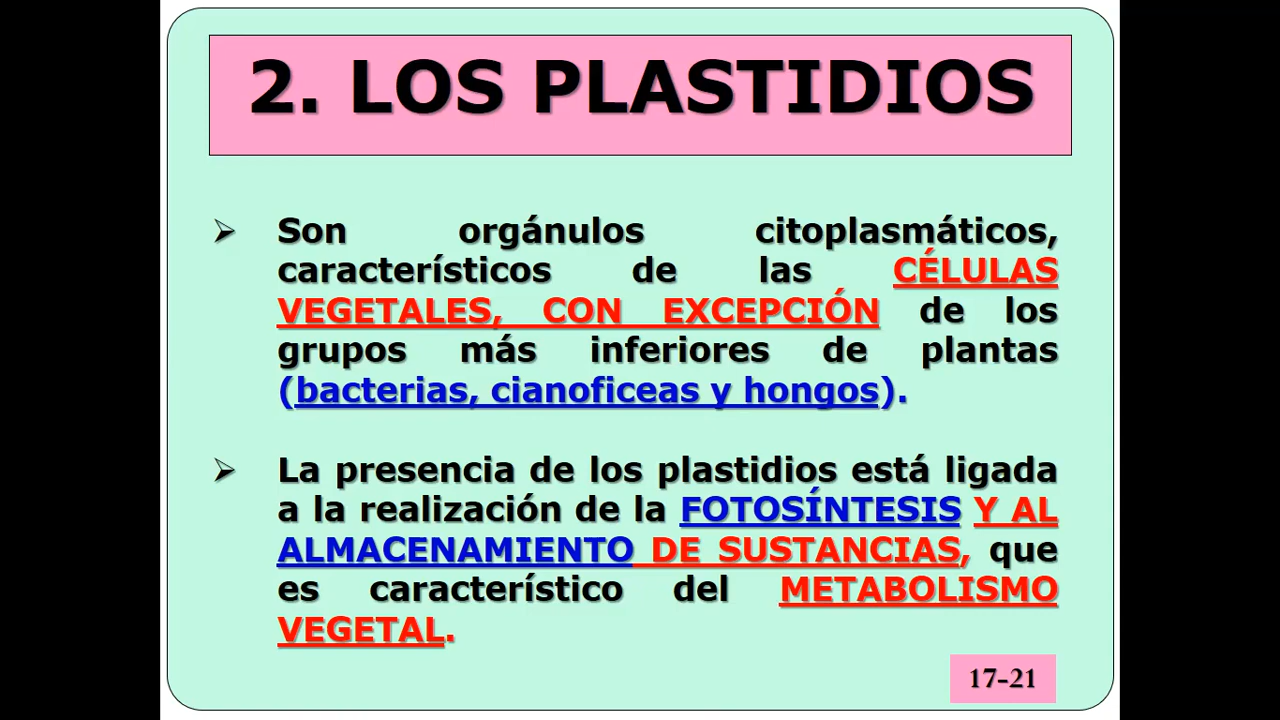 2. LOS PLASTIDIOS
Son orgánulos citoplasmáticos,
característicos de las CÉLULAS
VEGETALES, CON EXCEPCIÓN de los
grupos más inferiores de plantas
(bacterias, cianoficeas y hongos).
La presencia de los plastidios está ligada
a la realización de la FOTOSÍNTESIS Y AL
ALMACENAMIENTO DE SUSTANCIAS, que
es característico del METABOLISMO
VEGETAL.
17-21